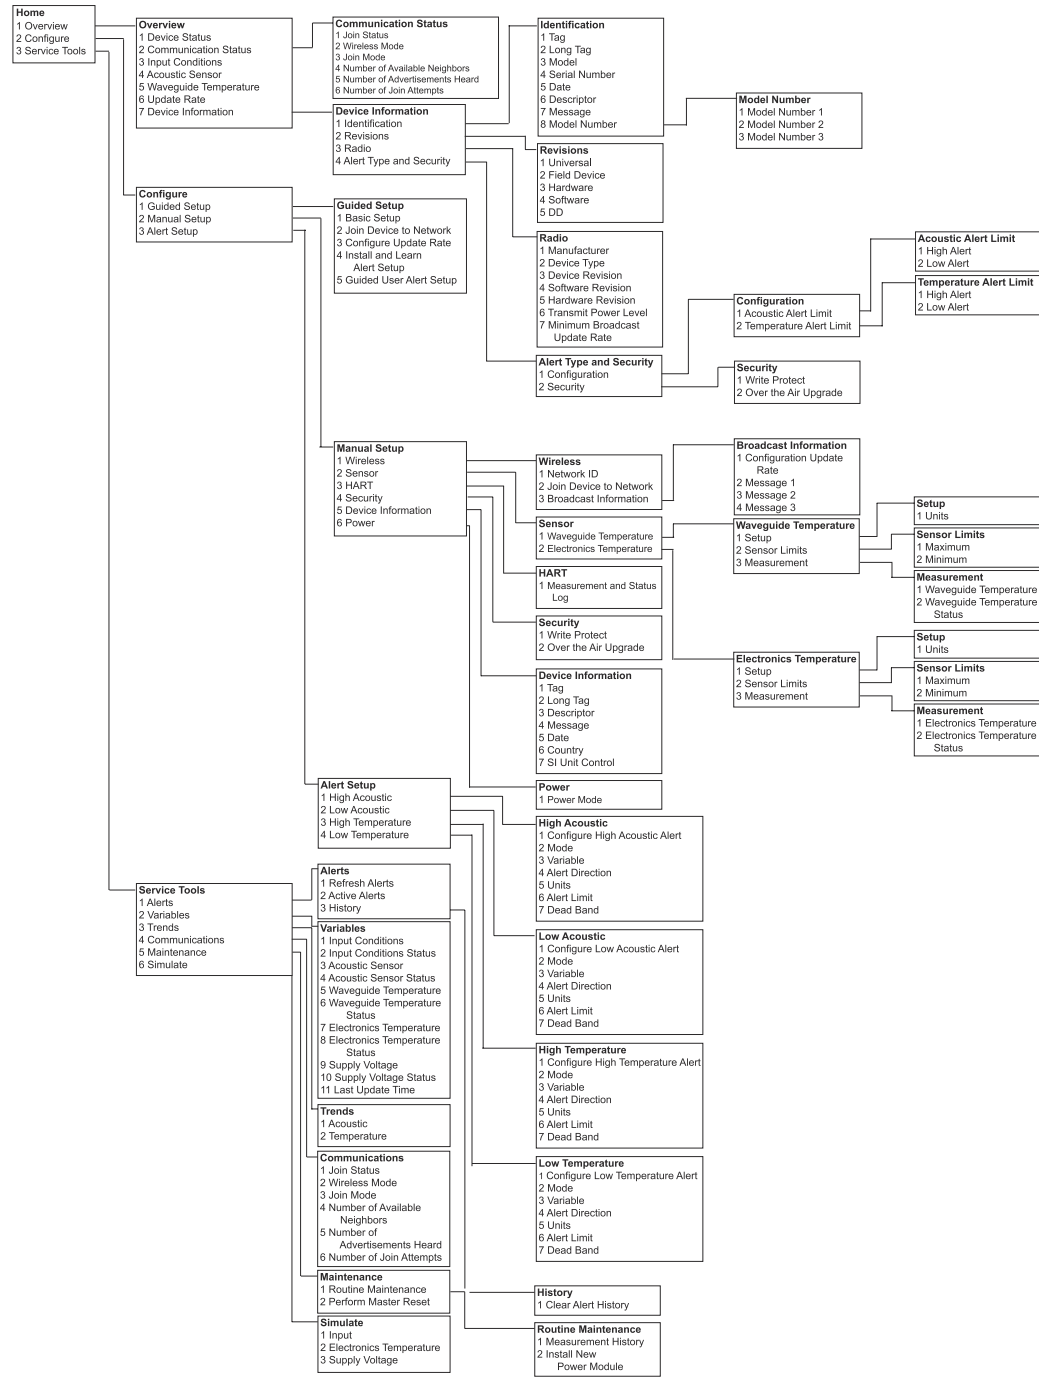 Home
1 Overview
2 Configure
3 Service Tools
Overview
1 Device Status
2 Communication Status
3 Input Conditions
4 Acoustic Sensor
5 Waveguide Temperature
6 Update Rate
7 Device Information
Communication Status
1 Join Status
2 Wireless Mode
3 Join Mode
4 Number of Available Neighbors
5 Number of Advertisements Heard
6 Number of Join Attempts
Device Information
1 Identification
2 Revisions
3 Radio
4 Alert Type and Security
Identification
1 Tag
2 Long Tag
3 Model
4 Serial Number
5 Date
6 Descriptor
7 Message
8 Model Number
Model Number
1 Model Number 1
2 Model Number 2
3 Model Number 3
Revisions
1 Universal
2 Field Device
3 Hardware
4 Software
5 DD
Radio
1 Manufacturer
2 Device Type
3 Device Revision
4 Software Revision
5 Hardware Revision
6 Transmit Power Level
7 Minimum Broadcast
Update Rate
Alert Type and Security
1 Configuration
2 Security
Configuration
1 Acoustic Alert Limit
2 Temperature Alert Limit
Acoustic Alert Limit
1 High Alert
2 Low Alert
Temperature Alert Limit
1 High Alert
2 Low Alert
Security
1 Write Protect
2 Over the Air Upgrade
Configure
1 Guided Setup
2 Manual Setup
3 Alert Setup
Guided Setup
1 Basic Setup
2 Join Device to Network
3 Configure Update Rate
4 Install and Learn
Alert Setup
5 Guided User Alert Setup
Manual Setup
1 Wireless
2 Sensor
3 HART
4 Security
5 Device Information
6 Power
Wireless
1 Network ID
2 Join Device to Network
3 Broadcast Information
Broadcast Information
1 Configuration Update
Rate
2 Message 1
3 Message 2
4 Message 3
Sensor
1 Waveguide Temperature
2 Electronics Temperature
Waveguide Temperature
1 Setup
2 Sensor Limits
3 Measurement
Setup
1 Units
Sensor Limits
1 Maximum
2 Minimum
Measurement
1 Waveguide Temperature
2 Waveguide Temperature
Status
Electronics Temperature
1 Setup
2 Sensor Limits
3 Measurement
Setup
1 Units
Sensor Limits
1 Maximum
2 Minimum
Measurement
1 Electronics Temperature
2 Electronics Temperature
Status
HART
1 Measurement and Status
Log
Security
1 Write Protect
2 Over the Air Upgrade
Device Information
1 Tag
2 Long Tag
3 Descriptor
4 Message
5 Date
6 Country
7 SI Unit Control
Power
1 Power Mode
Alert Setup
1 High Acoustic
2 Low Acoustic
3 High Temperature
4 Low Temperature
High Acoustic
1 Configure High Acoustic Alert
2 Mode
3 Variable
4 Alert Direction
5 Units
6 Alert Limit
7 Dead Band
Low Acoustic
1 Configure Low Acoustic Alert
2 Mode
3 Variable
4 Alert Direction
5 Units
6 Alert Limit
7 Dead Band
High Temperature
1 Configure High Temperature Alert
2 Mode
3 Variable
4 Alert Direction
5 Units
6 Alert Limit
7 Dead Band
Low Temperature
1 Configure Low Temperature Alert
2 Mode
3 Variable
4 Alert Direction
5 Units
6 Alert Limit
7 Dead Band
Service Tools
1 Alerts
2 Variables
3 Trends
4 Communications
5 Maintenance
6 Simulate
Alerts
1 Refresh Alerts
2 Active Alerts
3 History
Variables
1 Input Conditions
2 Input Conditions Status
3 Acoustic Sensor
4 Acoustic Sensor Status
5 Waveguide Temperature
6 Waveguide Temperature
Status
7 Electronics Temperature
8 Electronics Temperature
Status
9 Supply Voltage
10 Supply Voltage Status
11 Last Update Time
Trends
1 Acoustic
2 Temperature
Communications
1 Join Status
2 Wireless Mode
3 Join Mode
4 Number of Available
Neighbors
5 Number of
Advertisements Heard
6 Number of Join Attempts
Maintenance
1 Routine Maintenance
2 Perform Master Reset
Simulate
1 Input
2 Electronics Temperature
3 Supply Voltage
History
1 Clear Alert History
Routine Maintenance
1 Measurement History
2 Install New
Power Module